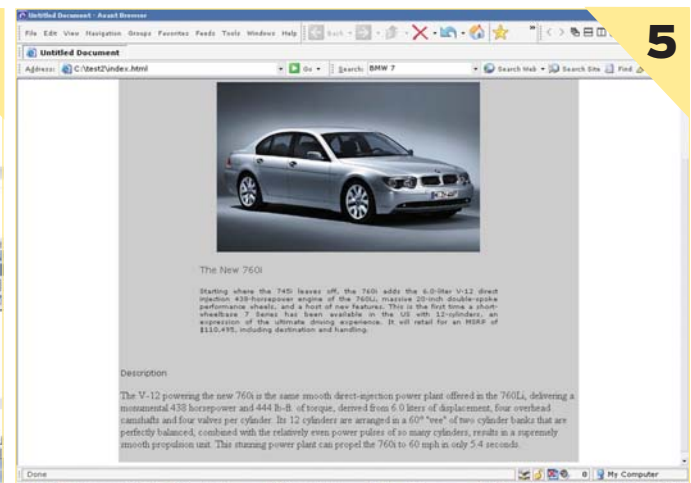 Untitled Document - Avant Browser
File Edit View Navigation Groups Favorites Feeds Tools Windows Help Back
5
Untitled Document
Address: C:\test2\index.html Go Search: BMW 7 Search Web Search Site Find
The New 760i
Starting where the 745i leaves off, the 760i adds the 6.0-liter V-12 direct
injection 438-horsepower engine of the 760Li, massive 20-inch double-spoke
performance wheels, and a host of new features. This is the first time a short-
wheelbase 7 Series has been available in the US with 12-cylinders, an
expression of the ultimate driving experience. It will retail for an MSRP of
$110,495, including destination and handling.
Description
The V-12 powering the new 760i is the same smooth direct-injection power plant offered in the 760Li, delivering a
monumental 438 horsepower and 444 lb-ft. of torque, derived from 6.0 liters of displacement, four overhead
camshafts and four valves per cylinder. Its 12 cylinders are arranged in a 60° "vee" of two cylinder banks that are
perfectly balanced, combined with the relatively even power pulses of so many cylinders, results in a supremely
smooth propulsion unit. This stunning power plant can propel the 760i to 60 mph in only 5.4 seconds.
Done 0 My Computer